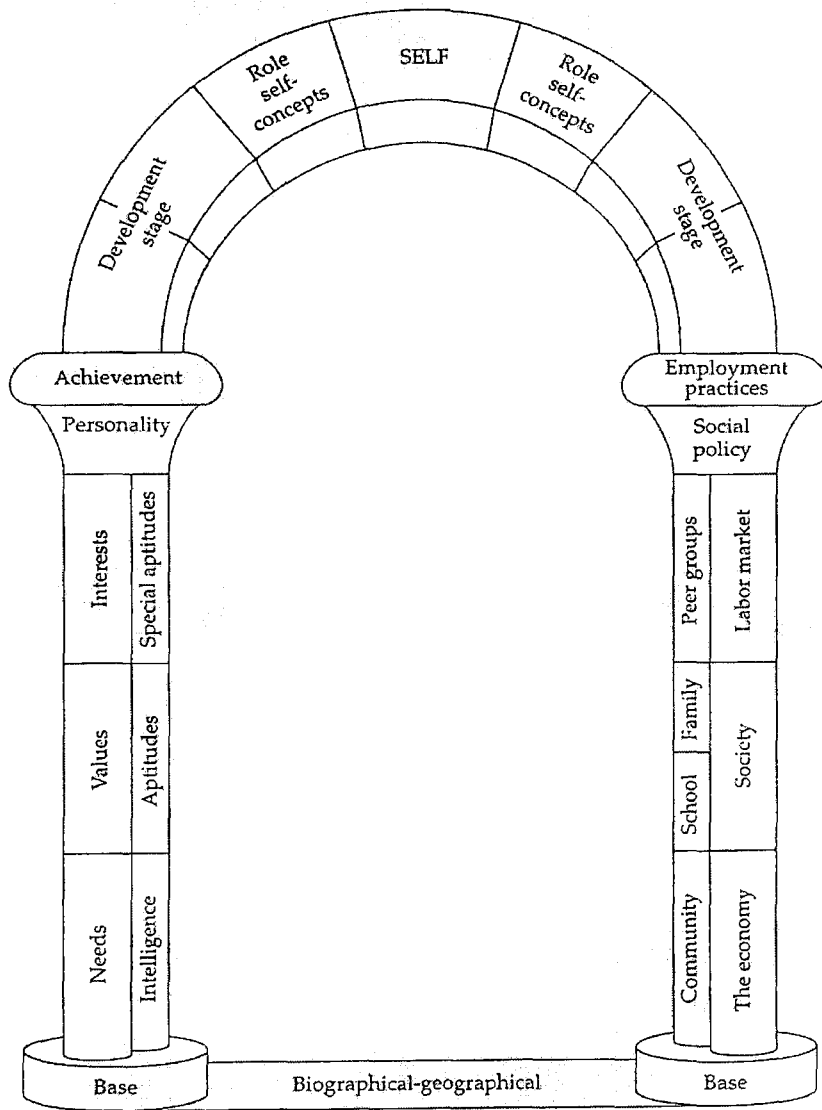 SELF
Role
self-
concepts
Role
self-
concepts
Development
stage
Development
stage
Achievement
Employment
practices
Personality
Social
policy
Interests
Special aptitudes
Peer groups
Labor market
Values
Aptitudes
Family
School
Society
Needs
Intelligence
Community
The economy
Base
Biographical-geographical
Base